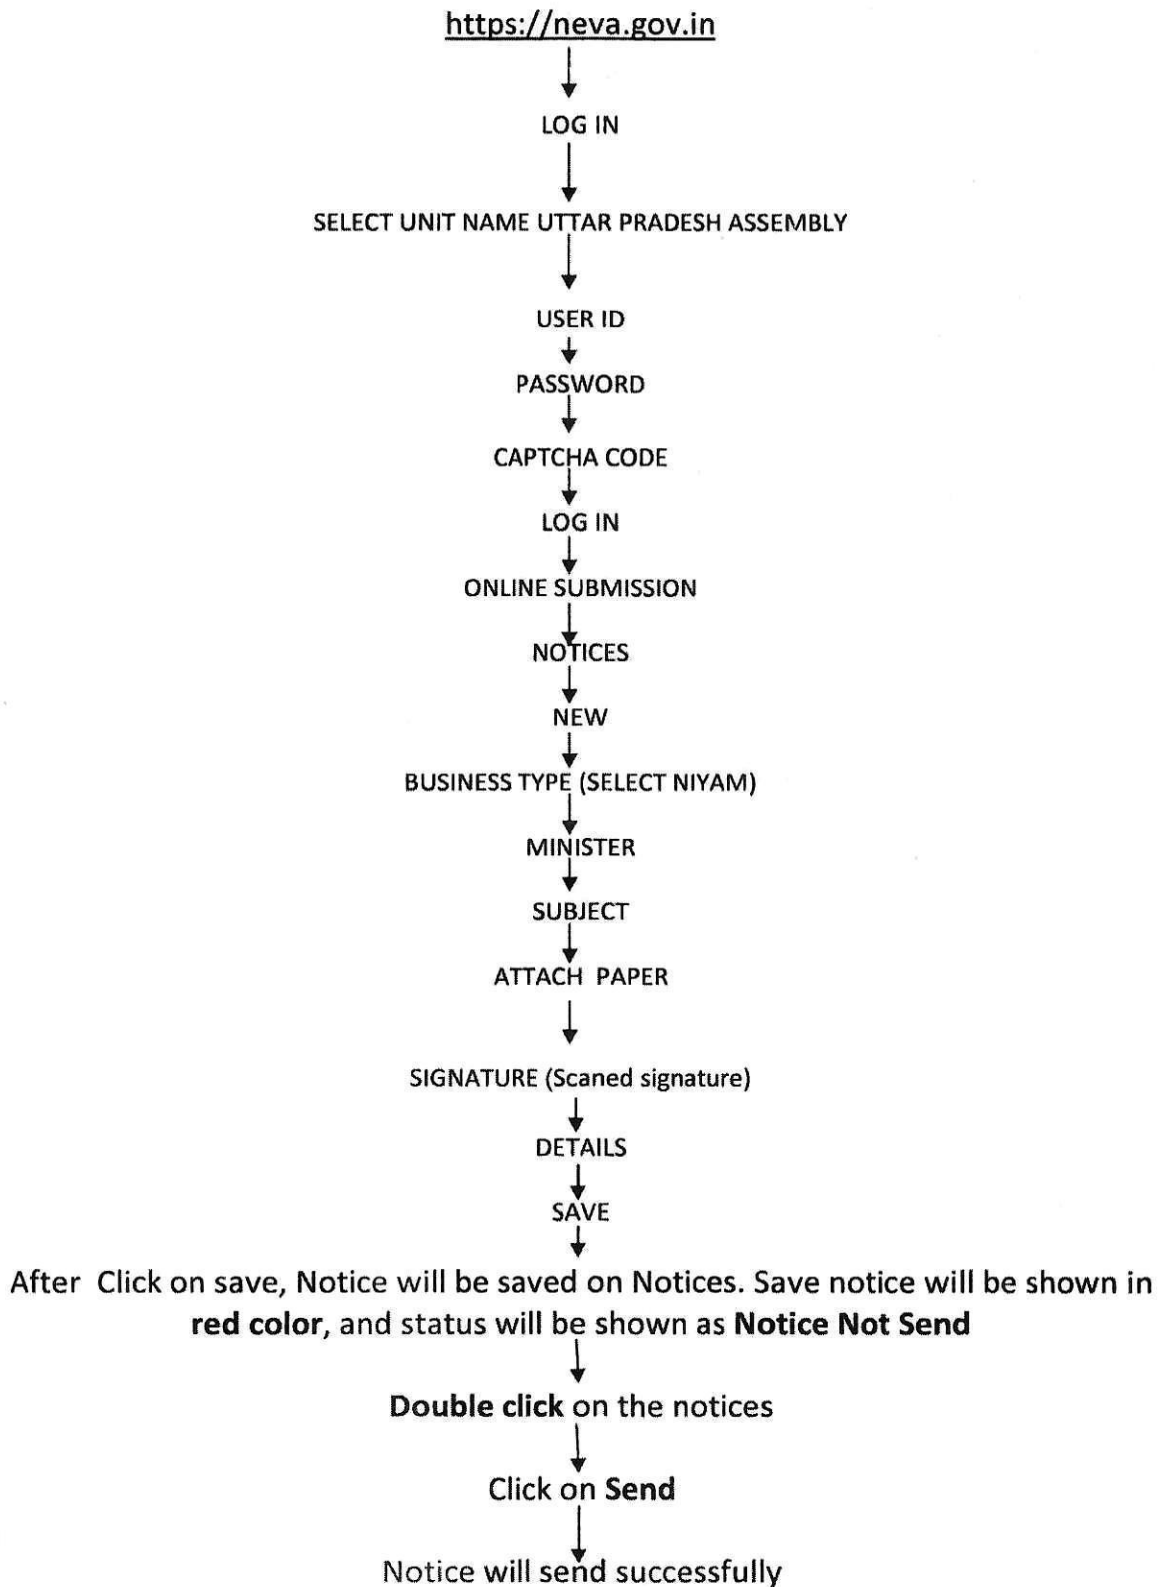 https://neva.gov.in
LOG IN
SELECT UNIT NAME UTTAR PRADESH ASSEMBLY
USER ID
PASSWORD
CAPTCHA CODE
LOG IN
ONLINE SUBMISSION
NOTICES
NEW
BUSINESS TYPE (SELECT NIYAM)
MINISTER
SUBJECT
ATTACH PAPER
SIGNATURE (Scaned signature)
DETAILS
SAVE
After Click on save, Notice will be saved on Notices. Save notice will be shown in
red color, and status will be shown as Notice Not Send
Double click on the notices
Click on Send
Notice will send successfully